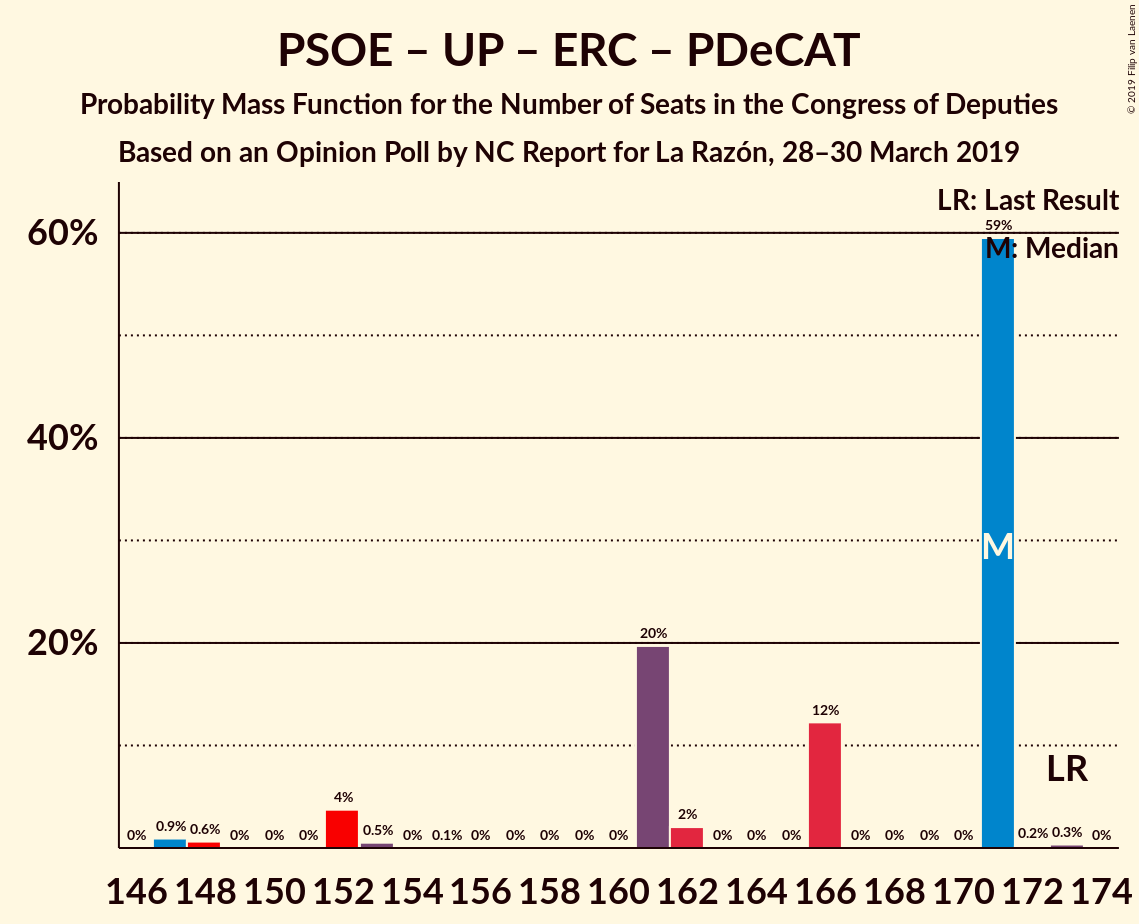 PSOE – UP – ERC – PDeCAT
Probability Mass Function for the Number of Seats in the Congress of Deputies
Based on an Opinion Poll by NC Report for La Razón, 28–30 March 2019
© 2019 Filip van Laenen
LR: Last Result
M: Median
60%
40%
20%
0% 0.9% 0.6% 0% 0% 0% 4% 0.5% 0% 0.1% 0% 0% 0% 0% 0% 20% 2% 0% 0% 0% 12% 0% 0% 0% 0% 59% 0.2% 0.3% 0%
M
LR
146 148 150 152 154 156 158 160 162 164 166 168 170 172 174